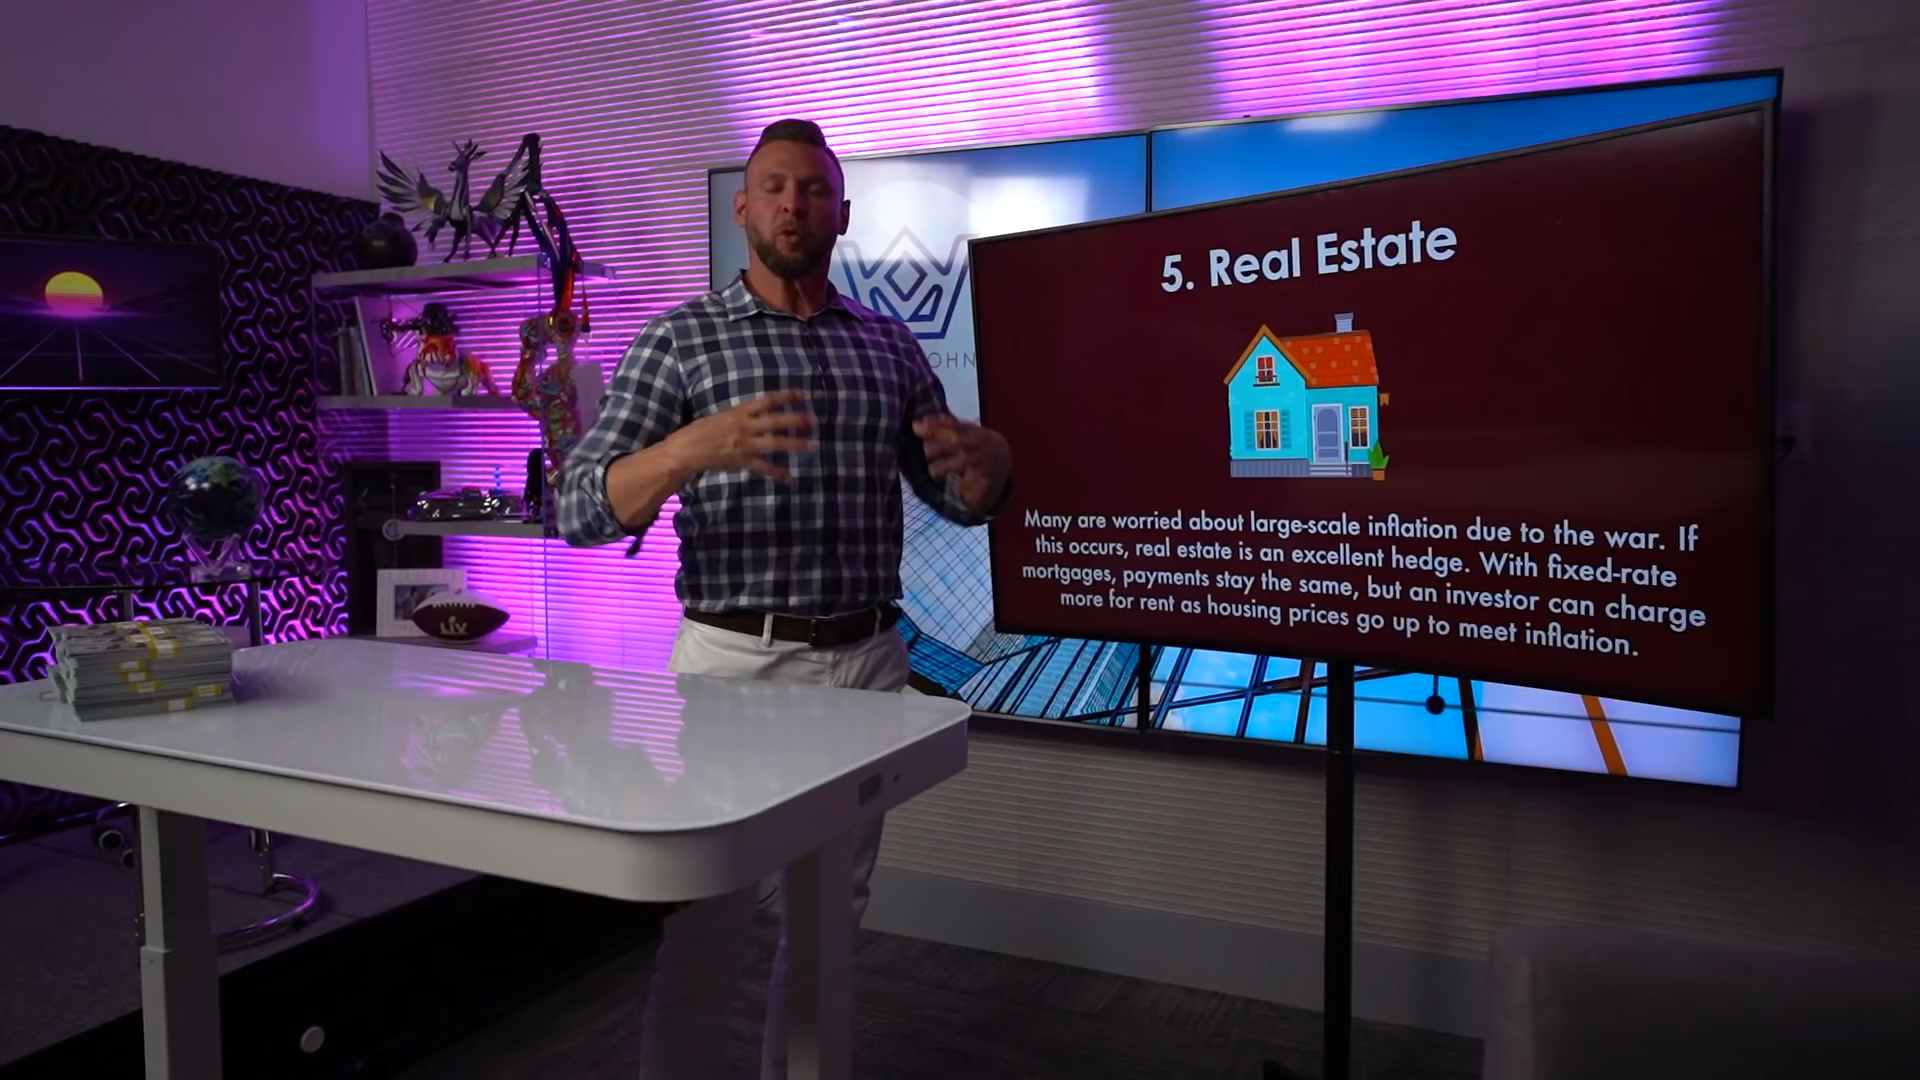 OHN
5. Real Estate
Many are worried about large-scale inflation due to the war. If
this occurs, real estate is an excellent hedge. With fixed-rate
mortgages, payments stay the same, but an investor can charge
more for rent as housing prices go up to meet inflation.
LV